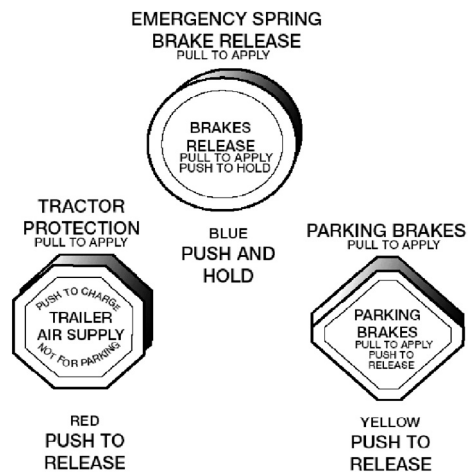 EMERGENCY SPRING
BRAKE RELEASE
PULL TO APPLY
BRAKES
RELEASE
PULL TO APPLY
PUSH TO HOLD
BLUE
PUSH AND
HOLD
TRACTOR
PROTECTION
PULL TO APPLY
PUSH TO CHARGE
TRAILER
AIR SUPPLY
NOT FOR PARKING
RED
PUSH TO
RELEASE
PARKING BRAKES
PULL TO APPLY
PARKING
BRAKES
PULL TO APPLY
PUSH TO
RELEASE
YELLOW
PUSH TO
RELEASE